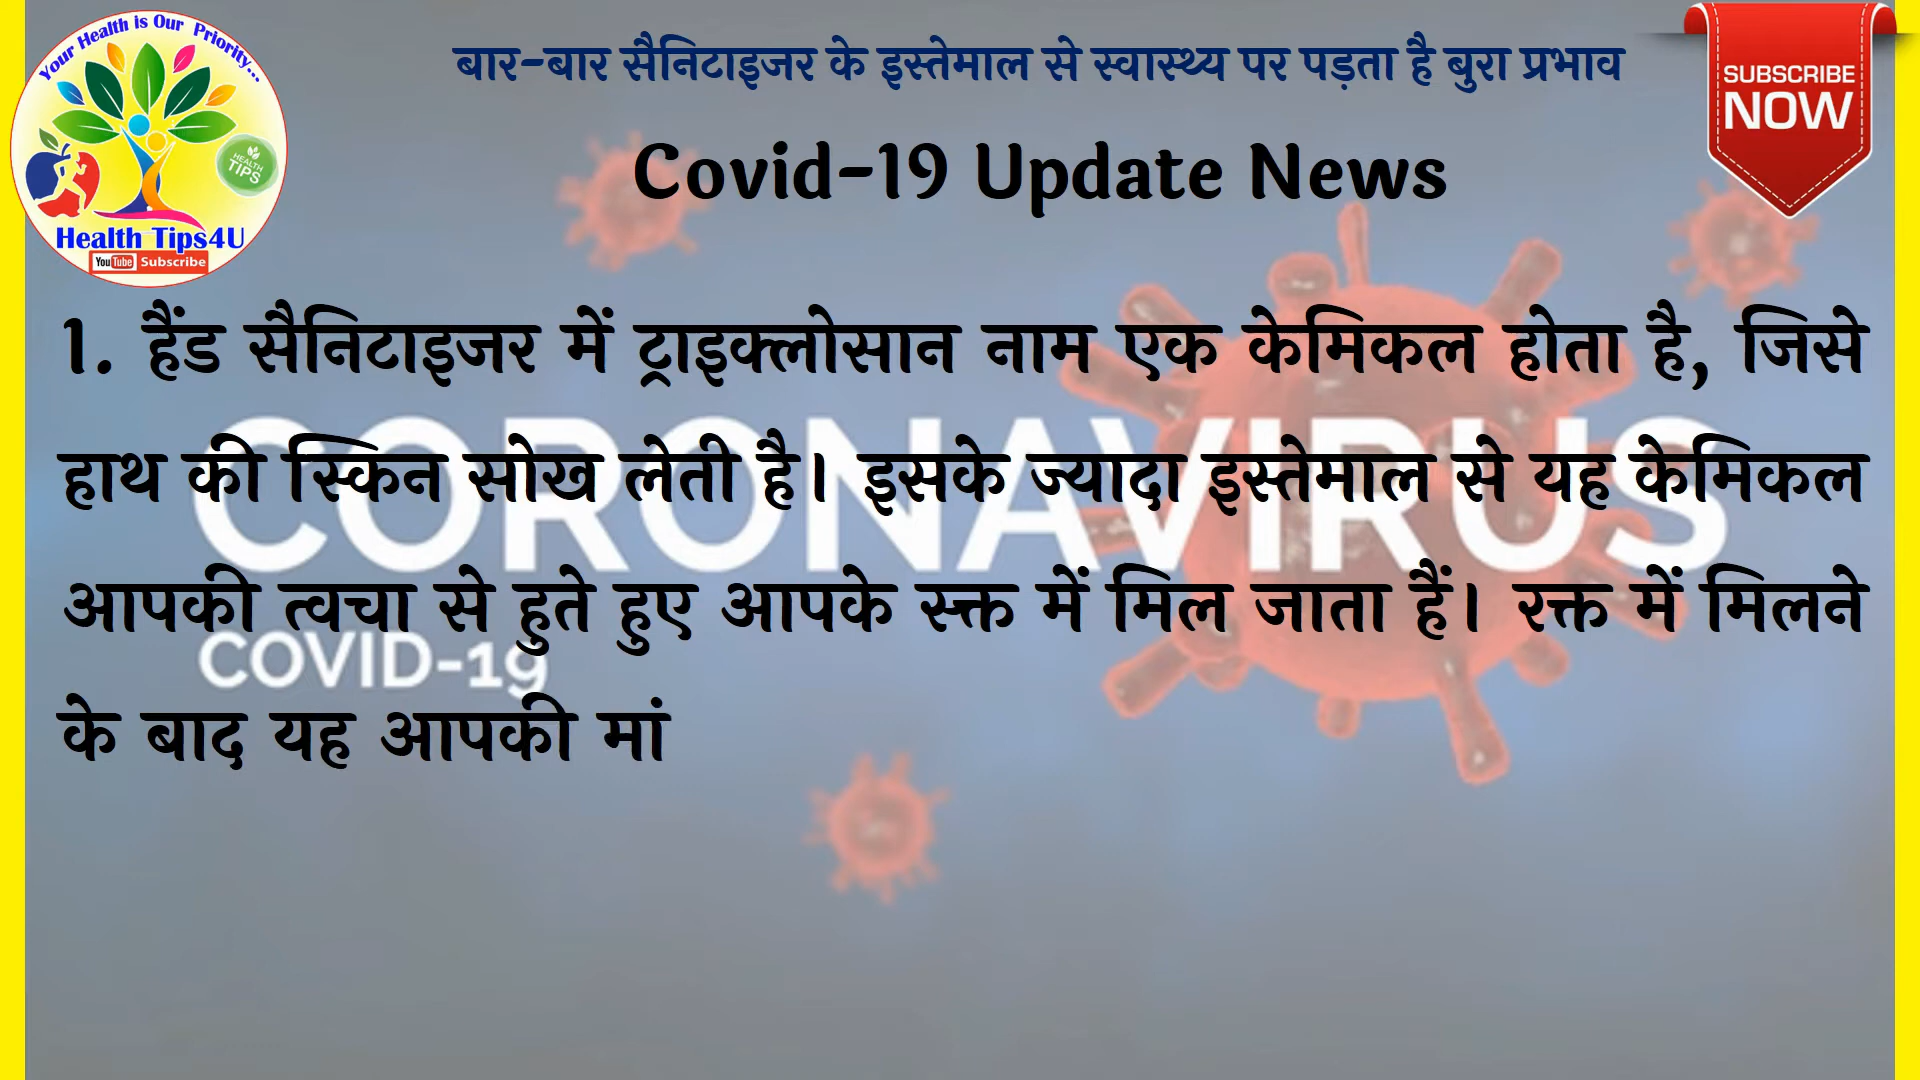 Your Health is Our Priority...
HEALTH
TIPS
Health Tips4U
YouTube Subscribe
बार-बार सैनिटाइजर के इस्तेमाल से स्वास्थ्य पर पड़ता है बुरा प्रभाव
SUBSCRIBE
NOW
Covid-19 Update News
1. हैंड सैनिटाइजर में ट्राइक्लोसान नाम एक केमिकल होता है, जिसे
हाथ की स्किन सोख लेती है। इसके ज्यादा इस्तेमाल से यह केमिकल
आपकी त्वचा से हुते हुए आपके स्क्त में मिल जाता हैं। रक्त में मिलने
के बाद यह आपकी मां
CORONAVIRUS
COVID-19